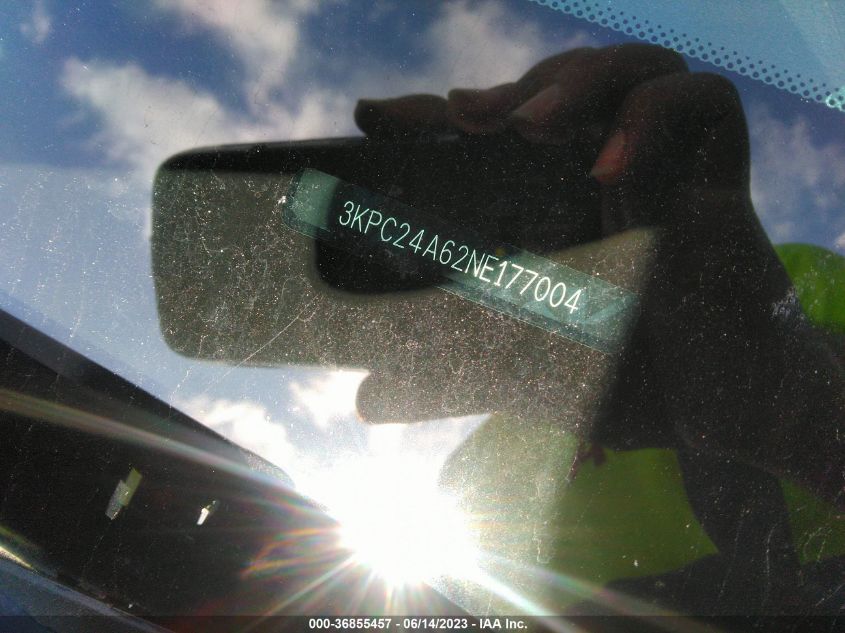 3KPC24A62NE177004
000-36855457 - 06/14/2023 - IAA Inc.